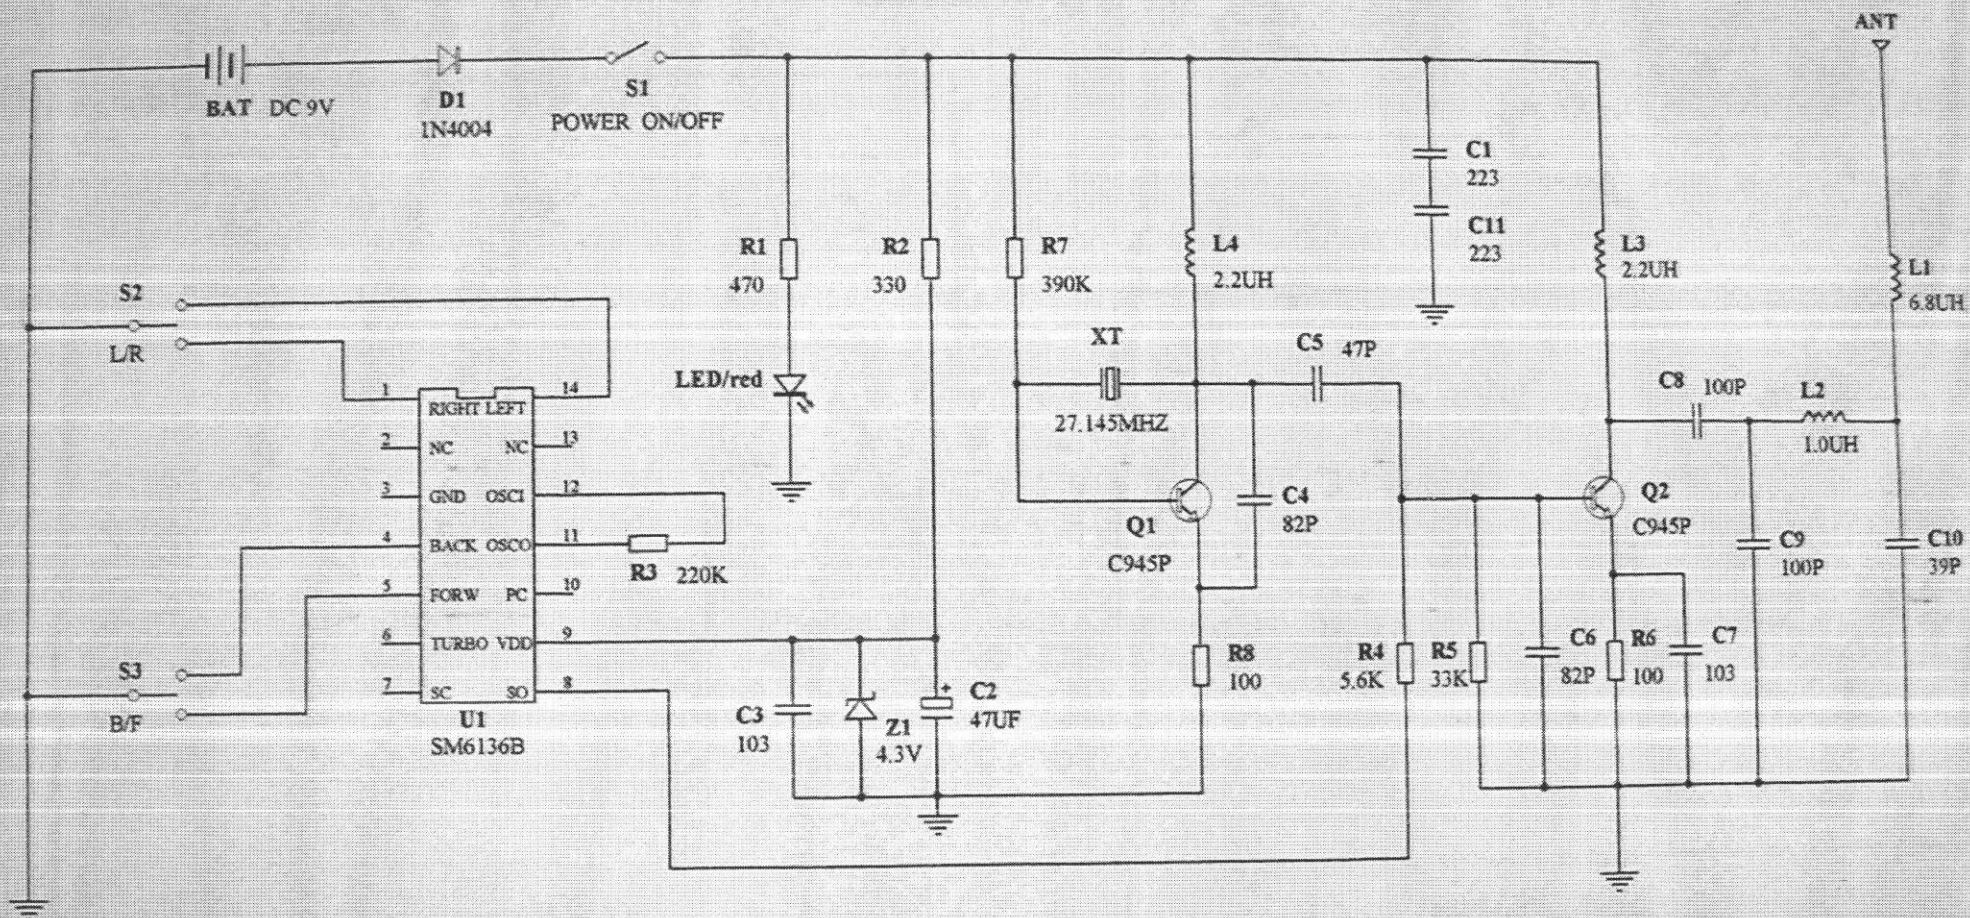 ANT
BAT DC 9V
D1
1N4004
S1
POWER ON/OFF
C1
223
C11
223
R1
470
R2
330
R7
390K
L4
2.2UH
L3
2.2UH
L1
6.8UH
S2
L/R
XT
27.145MHZ
C5 47P
LED/red
C8 100P
L2
1.0UH
1 RIGHT LEFT 14
2 NC NC 13
3 GND OSCI 12
4 BACK OSCO 11
5 FORW PC 10
6 TURBO VDD 9
7 SC SO 8
U1
SM6136B
R3 220K
Q1
C945P
C4
82P
Q2
C945P
C9
100P
C10
39P
S3
B/F
C3
103
Z1
4.3V
+
C2
47UF
R8
100
R4
5.6K
R5
33K
C6
82P
R6
100
C7
103